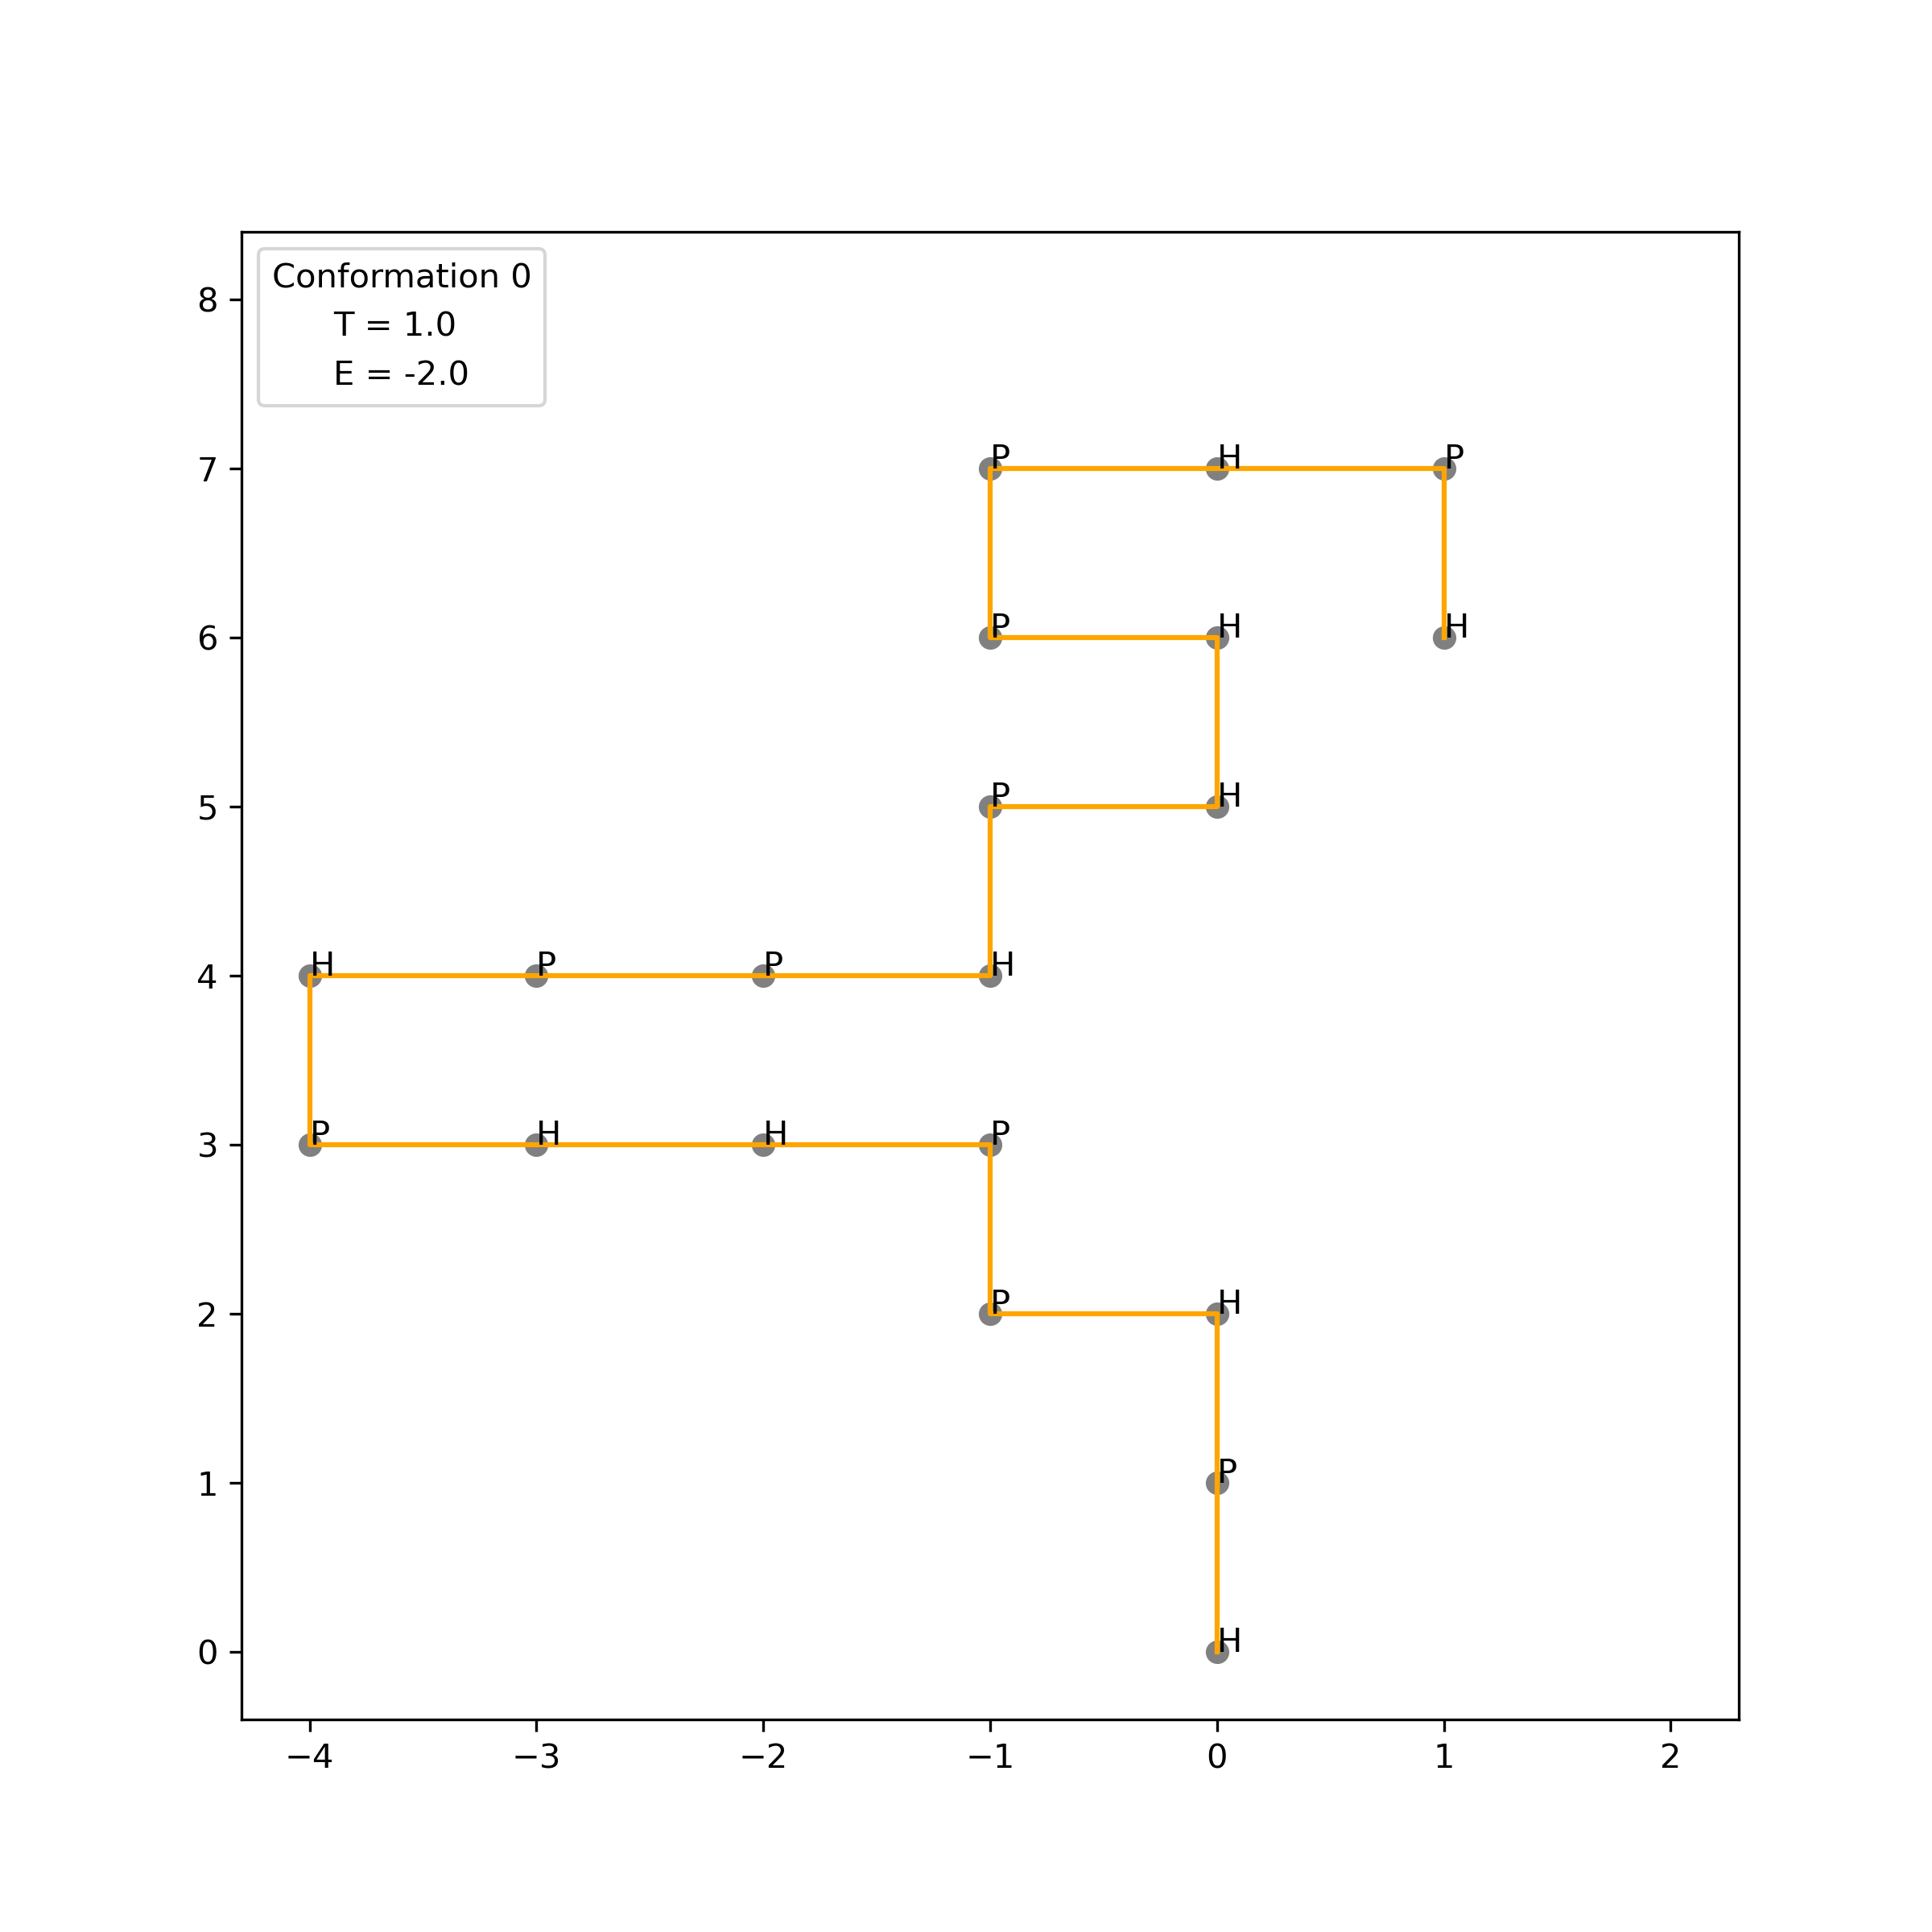 Conformation 0
T = 1.0
E = -2.0
8
7
P H P
6
P H H
5
P H
4
H P P H
3
P H H P
2
P H
1
P
0
H
−4 −3 −2 −1 0 1 2